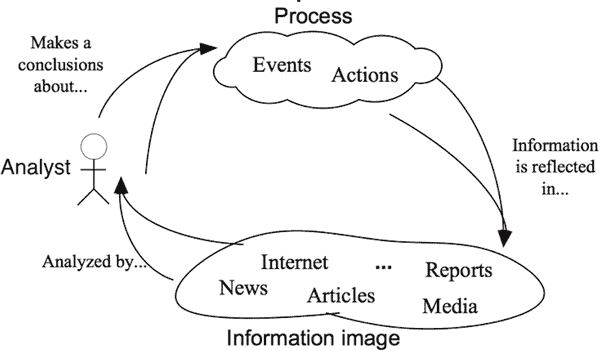 Process
Makes a
conclusions
about...
Events
Actions
Analyst
Information
is reflected
in...
Analyzed by...
Internet
...
Reports
News
Articles
Media
Information image